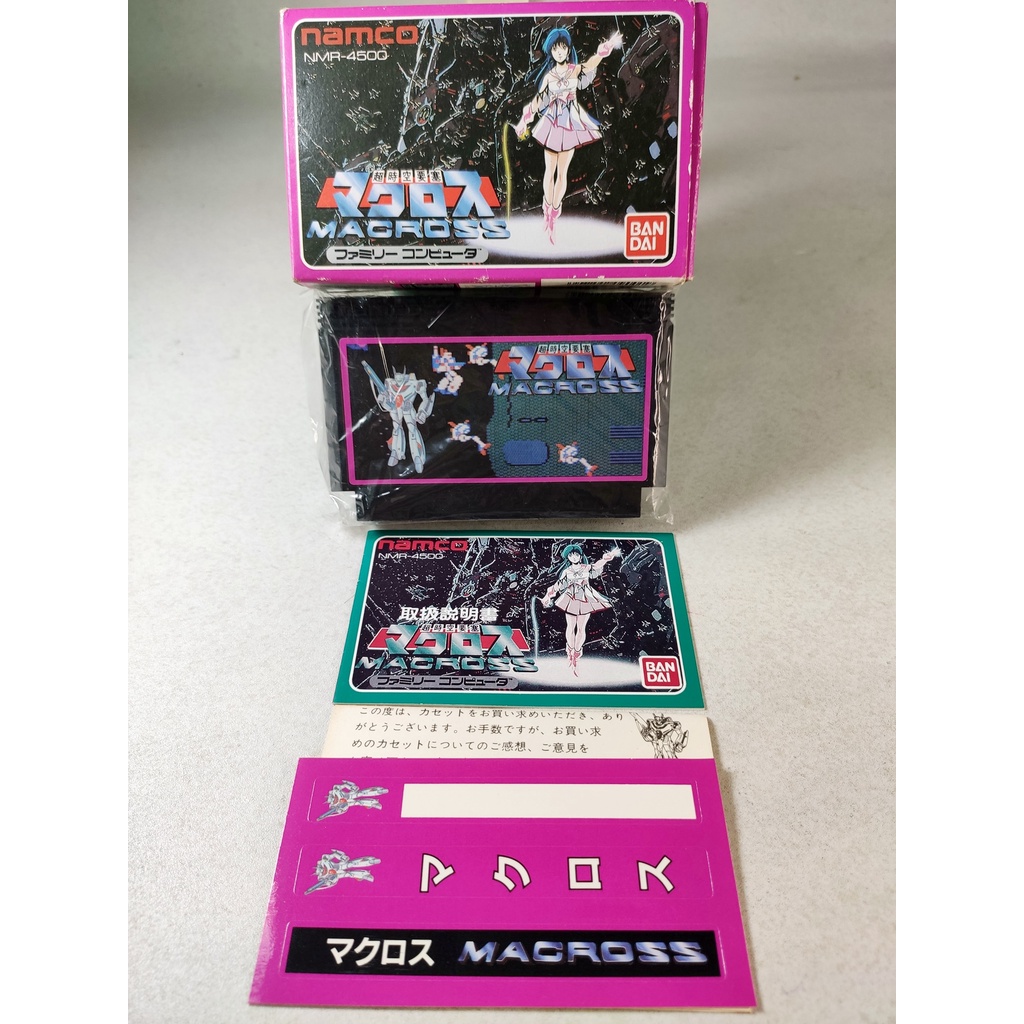 namco
NMR-4500
超時空要塞
マクロス
MACROSS
ファミリー コンピュータ
BAN
DAI
超時空要塞
マクロス
MACROSS
namco
NMR-4500
取扱説明書
超時空要塞
マクロス
MACROSS
ファミリー コンピュータ
BAN
DAI
この度は、カセットをお買い求めいただき、あり
がとうございます。お手数ですが、お買い求
めのカセットについてのご感想、ご意見を
マクロス
マクロス MACROSS